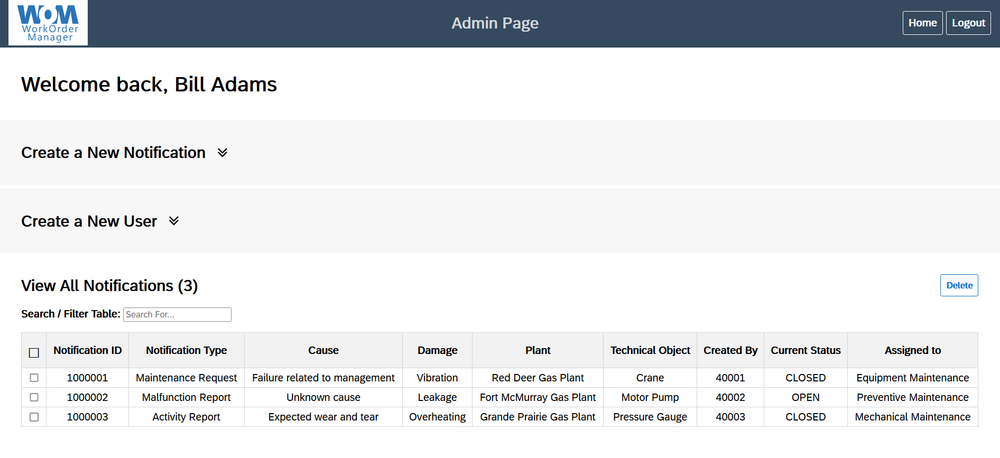 WOM
WorkOrder
Manager
Admin Page
Home
Logout
Welcome back, Bill Adams
Create a New Notification
Create a New User
View All Notifications (3)
Delete
Search / Filter Table: Search For...
Notification ID Notification Type Cause Damage Plant Technical Object Created By Current Status Assigned to
1000001 Maintenance Request Failure related to management Vibration Red Deer Gas Plant Crane 40001 CLOSED Equipment Maintenance
1000002 Malfunction Report Unknown cause Leakage Fort McMurray Gas Plant Motor Pump 40002 OPEN Preventive Maintenance
1000003 Activity Report Expected wear and tear Overheating Grande Prairie Gas Plant Pressure Gauge 40003 CLOSED Mechanical Maintenance